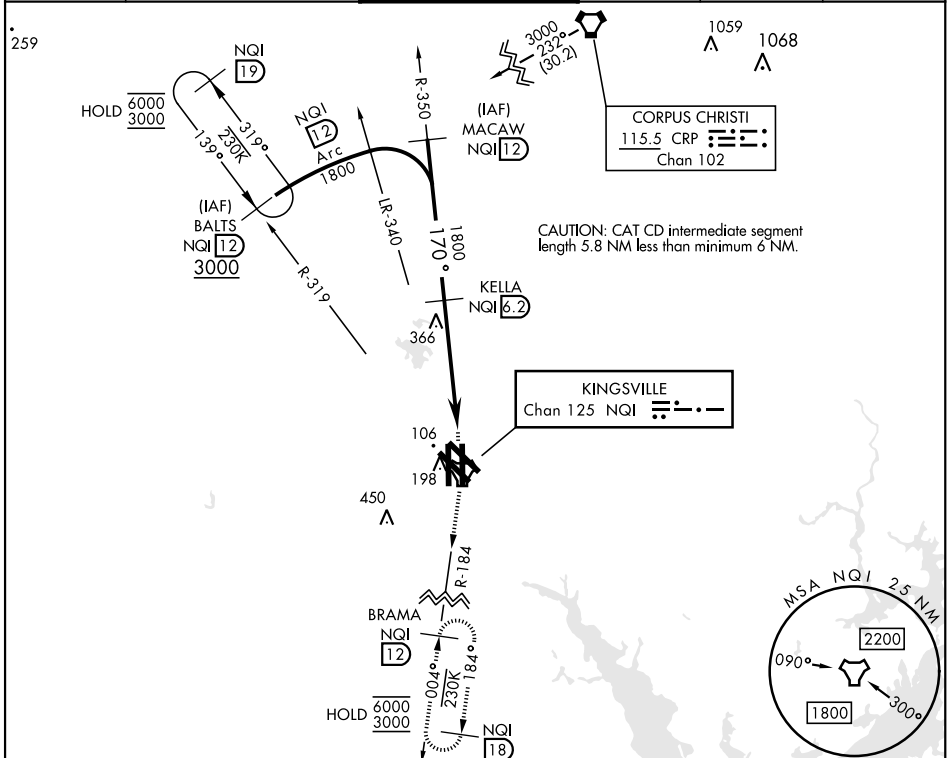 259
NQI
19
HOLD 6000
3000
139°
230K
319°
NQI
12
Arc
1800
(IAF)
BALTS
NQI 12
3000
R-319
LR-340
R-350
(IAF)
MACAW
NQI 12
3000
232°
(30.2)
1059
1068
CORPUS CHRISTI
115.5 CRP
Chan 102
CAUTION: CAT CD intermediate segment
length 5.8 NM less than minimum 6 NM.
1800
170°
KELLA
NQI 6.2
366
KINGSVILLE
Chan 125 NQI
106
198
450
R-184
BRAMA
NQI
12
004°
230K
184°
HOLD 6000
3000
NQI
18
MSA NQI 25 NM
2200
090°
1800
300°